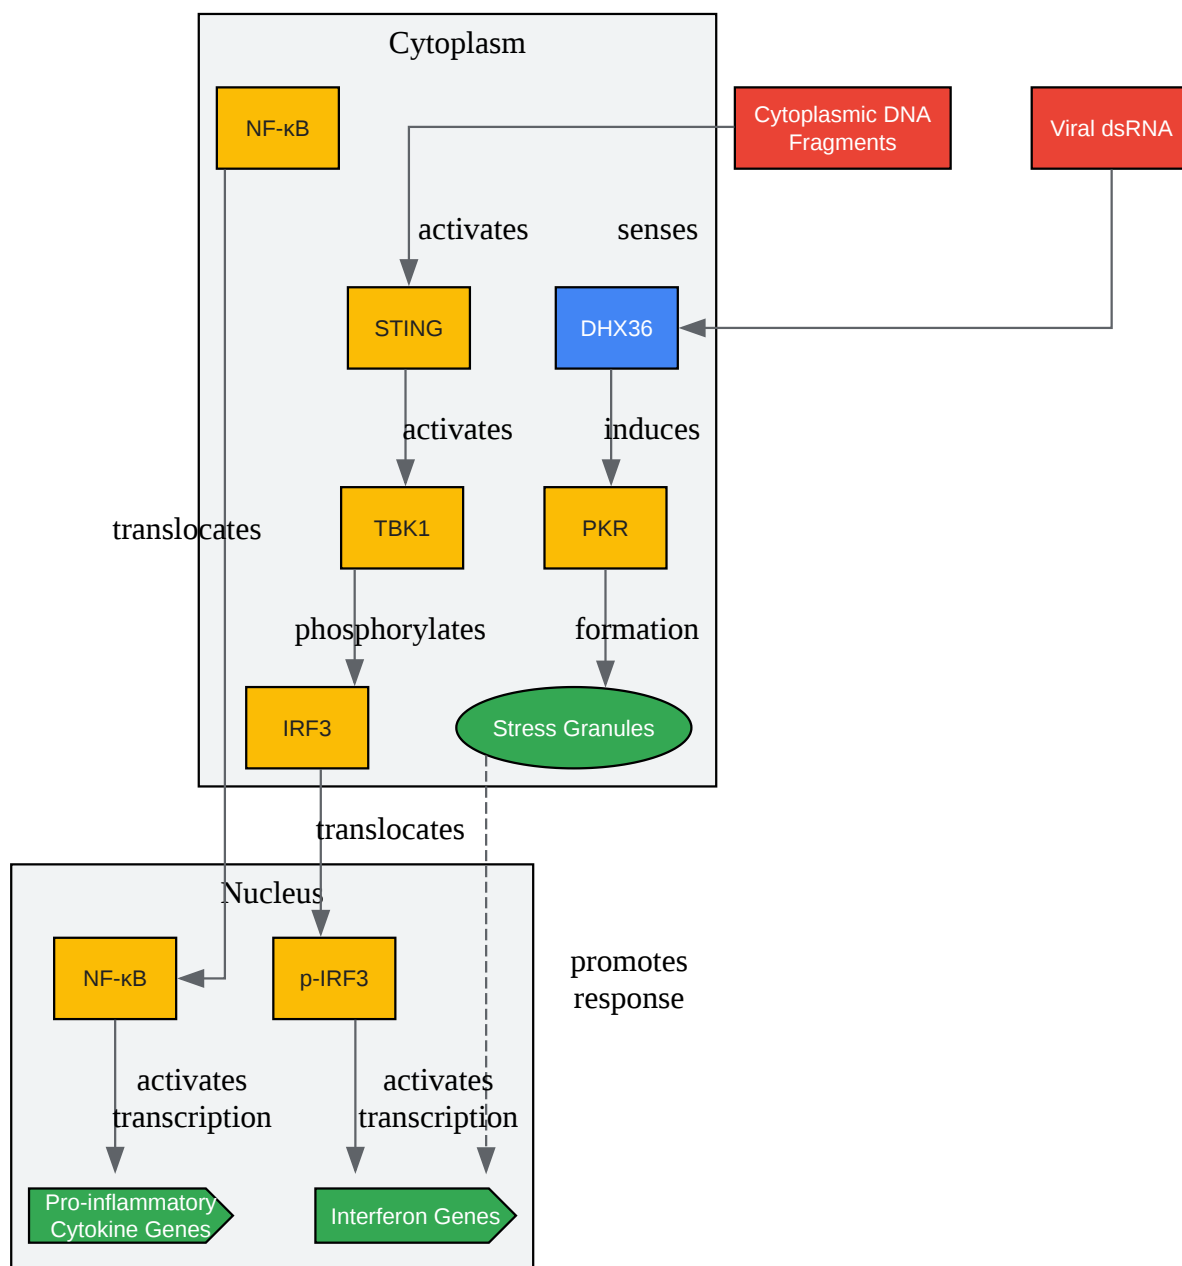 Cytoplasm
NF-κB
Cytoplasmic DNA
Fragments
Viral dsRNA
activates
senses
STING
DHX36
activates
induces
translocates
TBK1
PKR
phosphorylates
formation
IRF3
Stress Granules
translocates
Nucleus
NF-κB
p-IRF3
promotes
response
activates
transcription
activates
transcription
Pro-inflammatory
Cytokine Genes
Interferon Genes